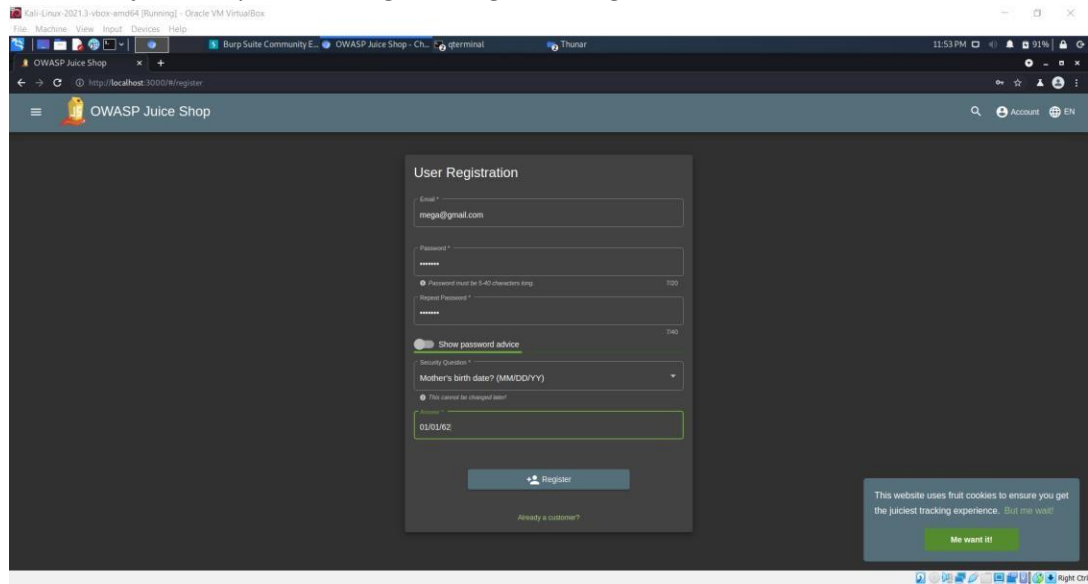 Kali-Linux-2021.3-vbox-amd64 [Running] - Oracle VM VirtualBox
File Machine View Input Devices Help
Burp Suite Community E... OWASP Juice Shop - Ch... qterminal Thunar 11:53 PM 91%
OWASP Juice Shop
http://localhost:3000/#/register
OWASP Juice Shop Account EN
User Registration
Email *
mega@gmail.com
Password *
•••••••
Password must be 5-40 characters long. 7/20
Repeat Password *
•••••••
7/40
Show password advice
Security Question *
Mother's birth date? (MM/DD/YY)
This cannot be changed later!
Answer *
01/01/62
Register
Already a customer?
This website uses fruit cookies to ensure you get
the juiciest tracking experience. But me wait!
Me want it!
Right Ctrl